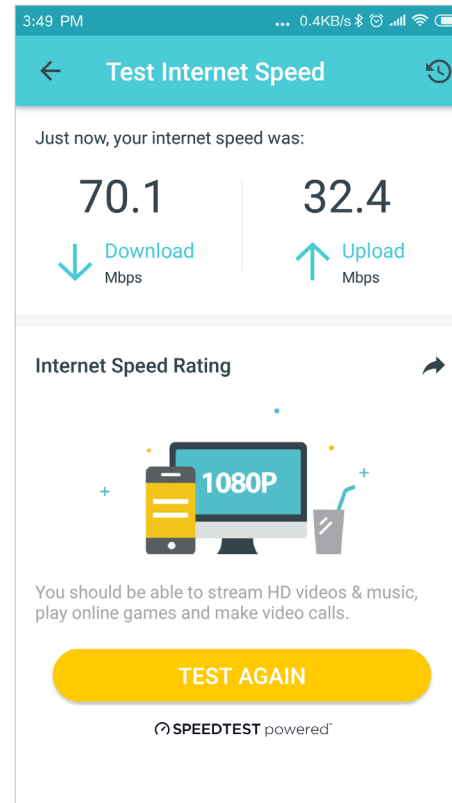 3:49 PM ... 0.4KB/s
Test Internet Speed
Just now, your internet speed was:
70.1 32.4
Download Upload
Mbps Mbps
Internet Speed Rating
1080P
You should be able to stream HD videos & music,
play online games and make video calls.
TEST AGAIN
SPEEDTEST powered™